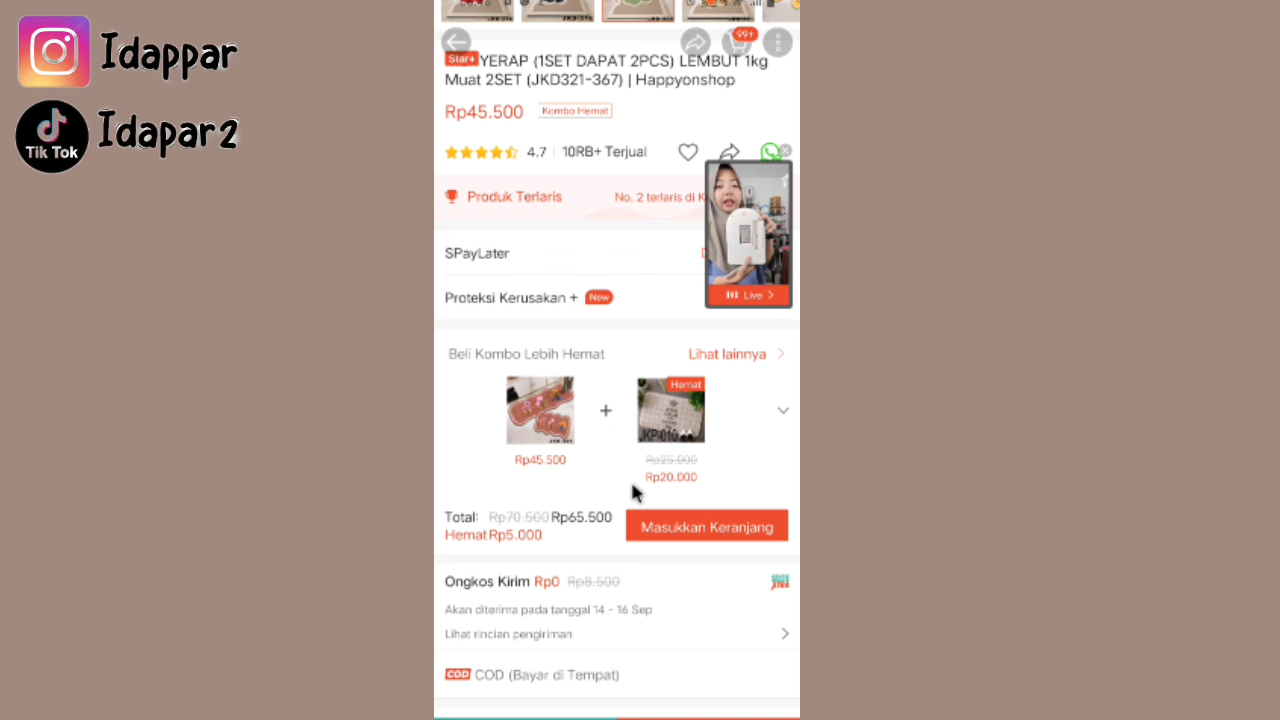 Idappar
Tik Tok
Idapar2
99+
Star+ YERAP (1SET DAPAT 2PCS) LEMBUT 1kg
Muat 2SET (JKD321-367) | Happyonshop
Rp45.500 Kombo Hemat
4.7 10RB+ Terjual
Produk Terlaris No. 2 terlaris di K
SPayLater
Live
Proteksi Kerusakan + New
Beli Kombo Lebih Hemat Lihat lainnya
Hemat
+
Rp45.500 Rp25.000
Rp20.000
Total: Rp70.500 Rp65.500
Hemat Rp5.000
Masukkan Keranjang
Ongkos Kirim Rp0 Rp8.500
Akan diterima pada tanggal 14 - 16 Sep
Lihat rincian pengiriman
COD COD (Bayar di Tempat)